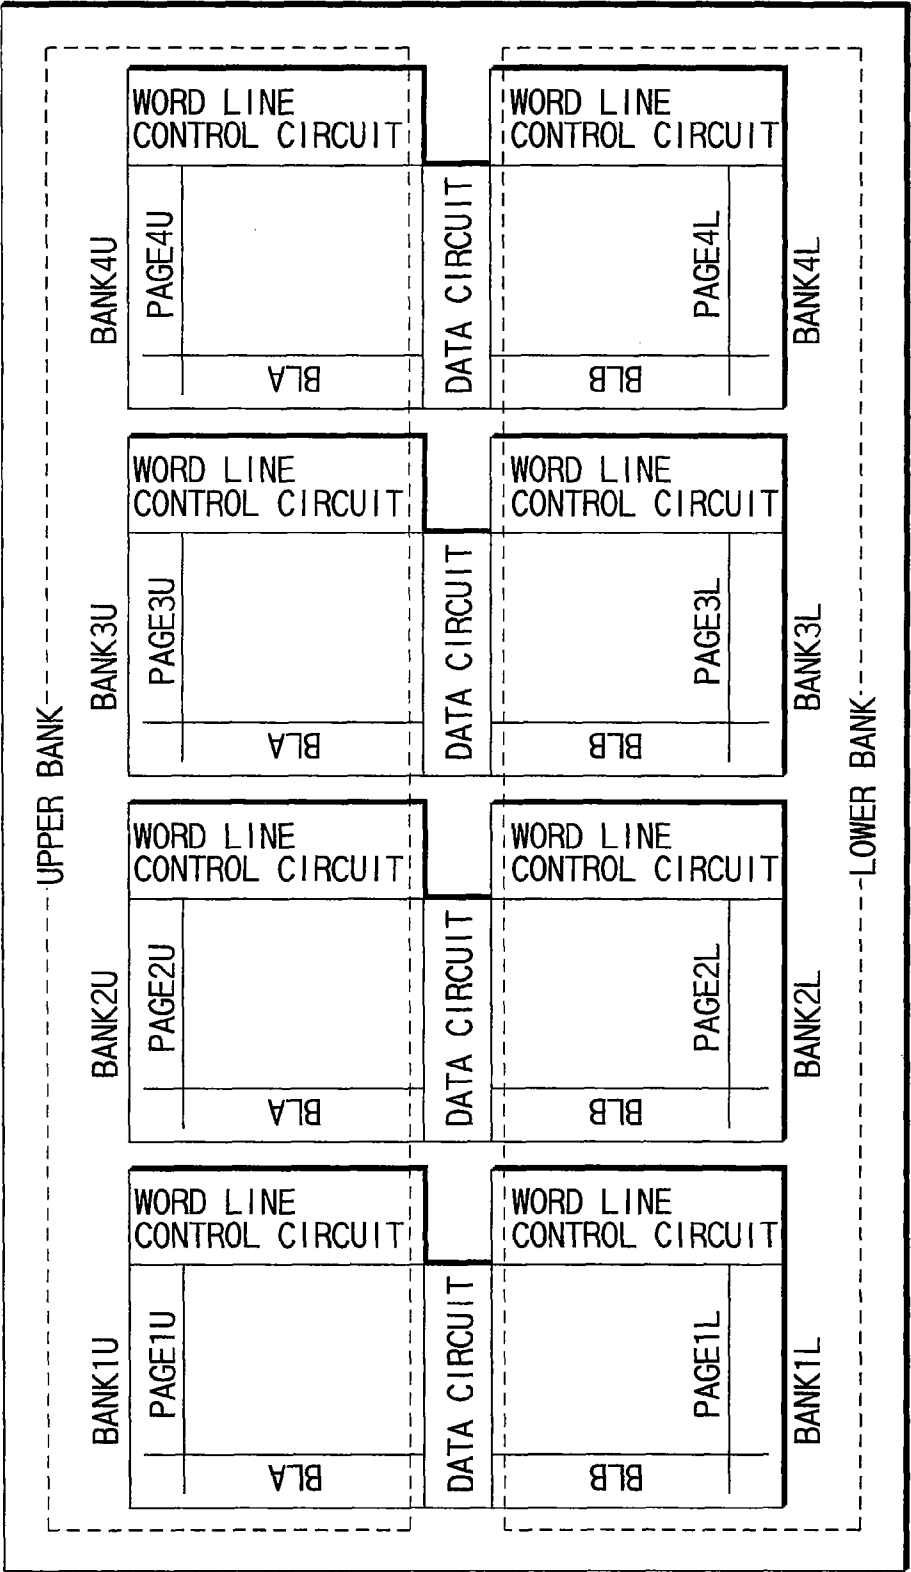 WORD LINE
CONTROL CIRCUIT
WORD LINE
CONTROL CIRCUIT
BANK4U
PAGE4U
BLA
DATA CIRCUIT
BLB
PAGE4L
BANK4L
WORD LINE
CONTROL CIRCUIT
WORD LINE
CONTROL CIRCUIT
BANK3U
PAGE3U
BLA
DATA CIRCUIT
BLB
PAGE3L
BANK3L
UPPER BANK
LOWER BANK
WORD LINE
CONTROL CIRCUIT
WORD LINE
CONTROL CIRCUIT
BANK2U
PAGE2U
BLA
DATA CIRCUIT
BLB
PAGE2L
BANK2L
WORD LINE
CONTROL CIRCUIT
WORD LINE
CONTROL CIRCUIT
BANK1U
PAGE1U
BLA
DATA CIRCUIT
BLB
PAGE1L
BANK1L